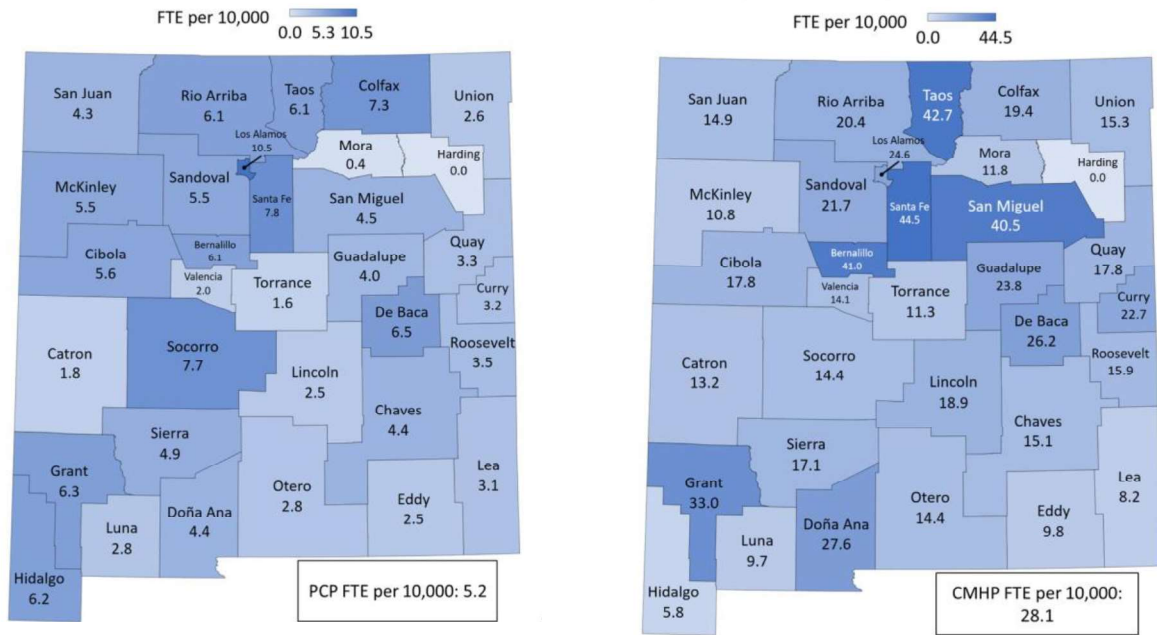 FTE per 10,000
0.0 5.3 10.5
San Juan
4.3
Rio Arriba
6.1
Taos
6.1
Colfax
7.3
Union
2.6
Los Alamos
10.5
Mora
0.4
Harding
0.0
McKinley
5.5
Sandoval
5.5
Santa Fe
7.8
San Miguel
4.5
Cibola
5.6
Bernalillo
6.1
Valencia
2.0
Torrance
1.6
Guadalupe
4.0
Quay
3.3
Curry
3.2
De Baca
6.5
Roosevelt
3.5
Catron
1.8
Socorro
7.7
Lincoln
2.5
Chaves
4.4
Sierra
4.9
Grant
6.3
Luna
2.8
Doña Ana
4.4
Otero
2.8
Eddy
2.5
Lea
3.1
Hidalgo
6.2
PCP FTE per 10,000: 5.2
FTE per 10,000
0.0 44.5
San Juan
14.9
Rio Arriba
20.4
Taos
42.7
Colfax
19.4
Union
15.3
Los Alamos
24.6
Mora
11.8
Harding
0.0
McKinley
10.8
Sandoval
21.7
Santa Fe
44.5
San Miguel
40.5
Cibola
17.8
Bernalillo
41.0
Valencia
14.1
Torrance
11.3
Guadalupe
23.8
Quay
17.8
Curry
22.7
De Baca
26.2
Roosevelt
15.9
Catron
13.2
Socorro
14.4
Lincoln
18.9
Chaves
15.1
Sierra
17.1
Grant
33.0
Luna
9.7
Doña Ana
27.6
Otero
14.4
Eddy
9.8
Lea
8.2
Hidalgo
5.8
CMHP FTE per 10,000:
28.1